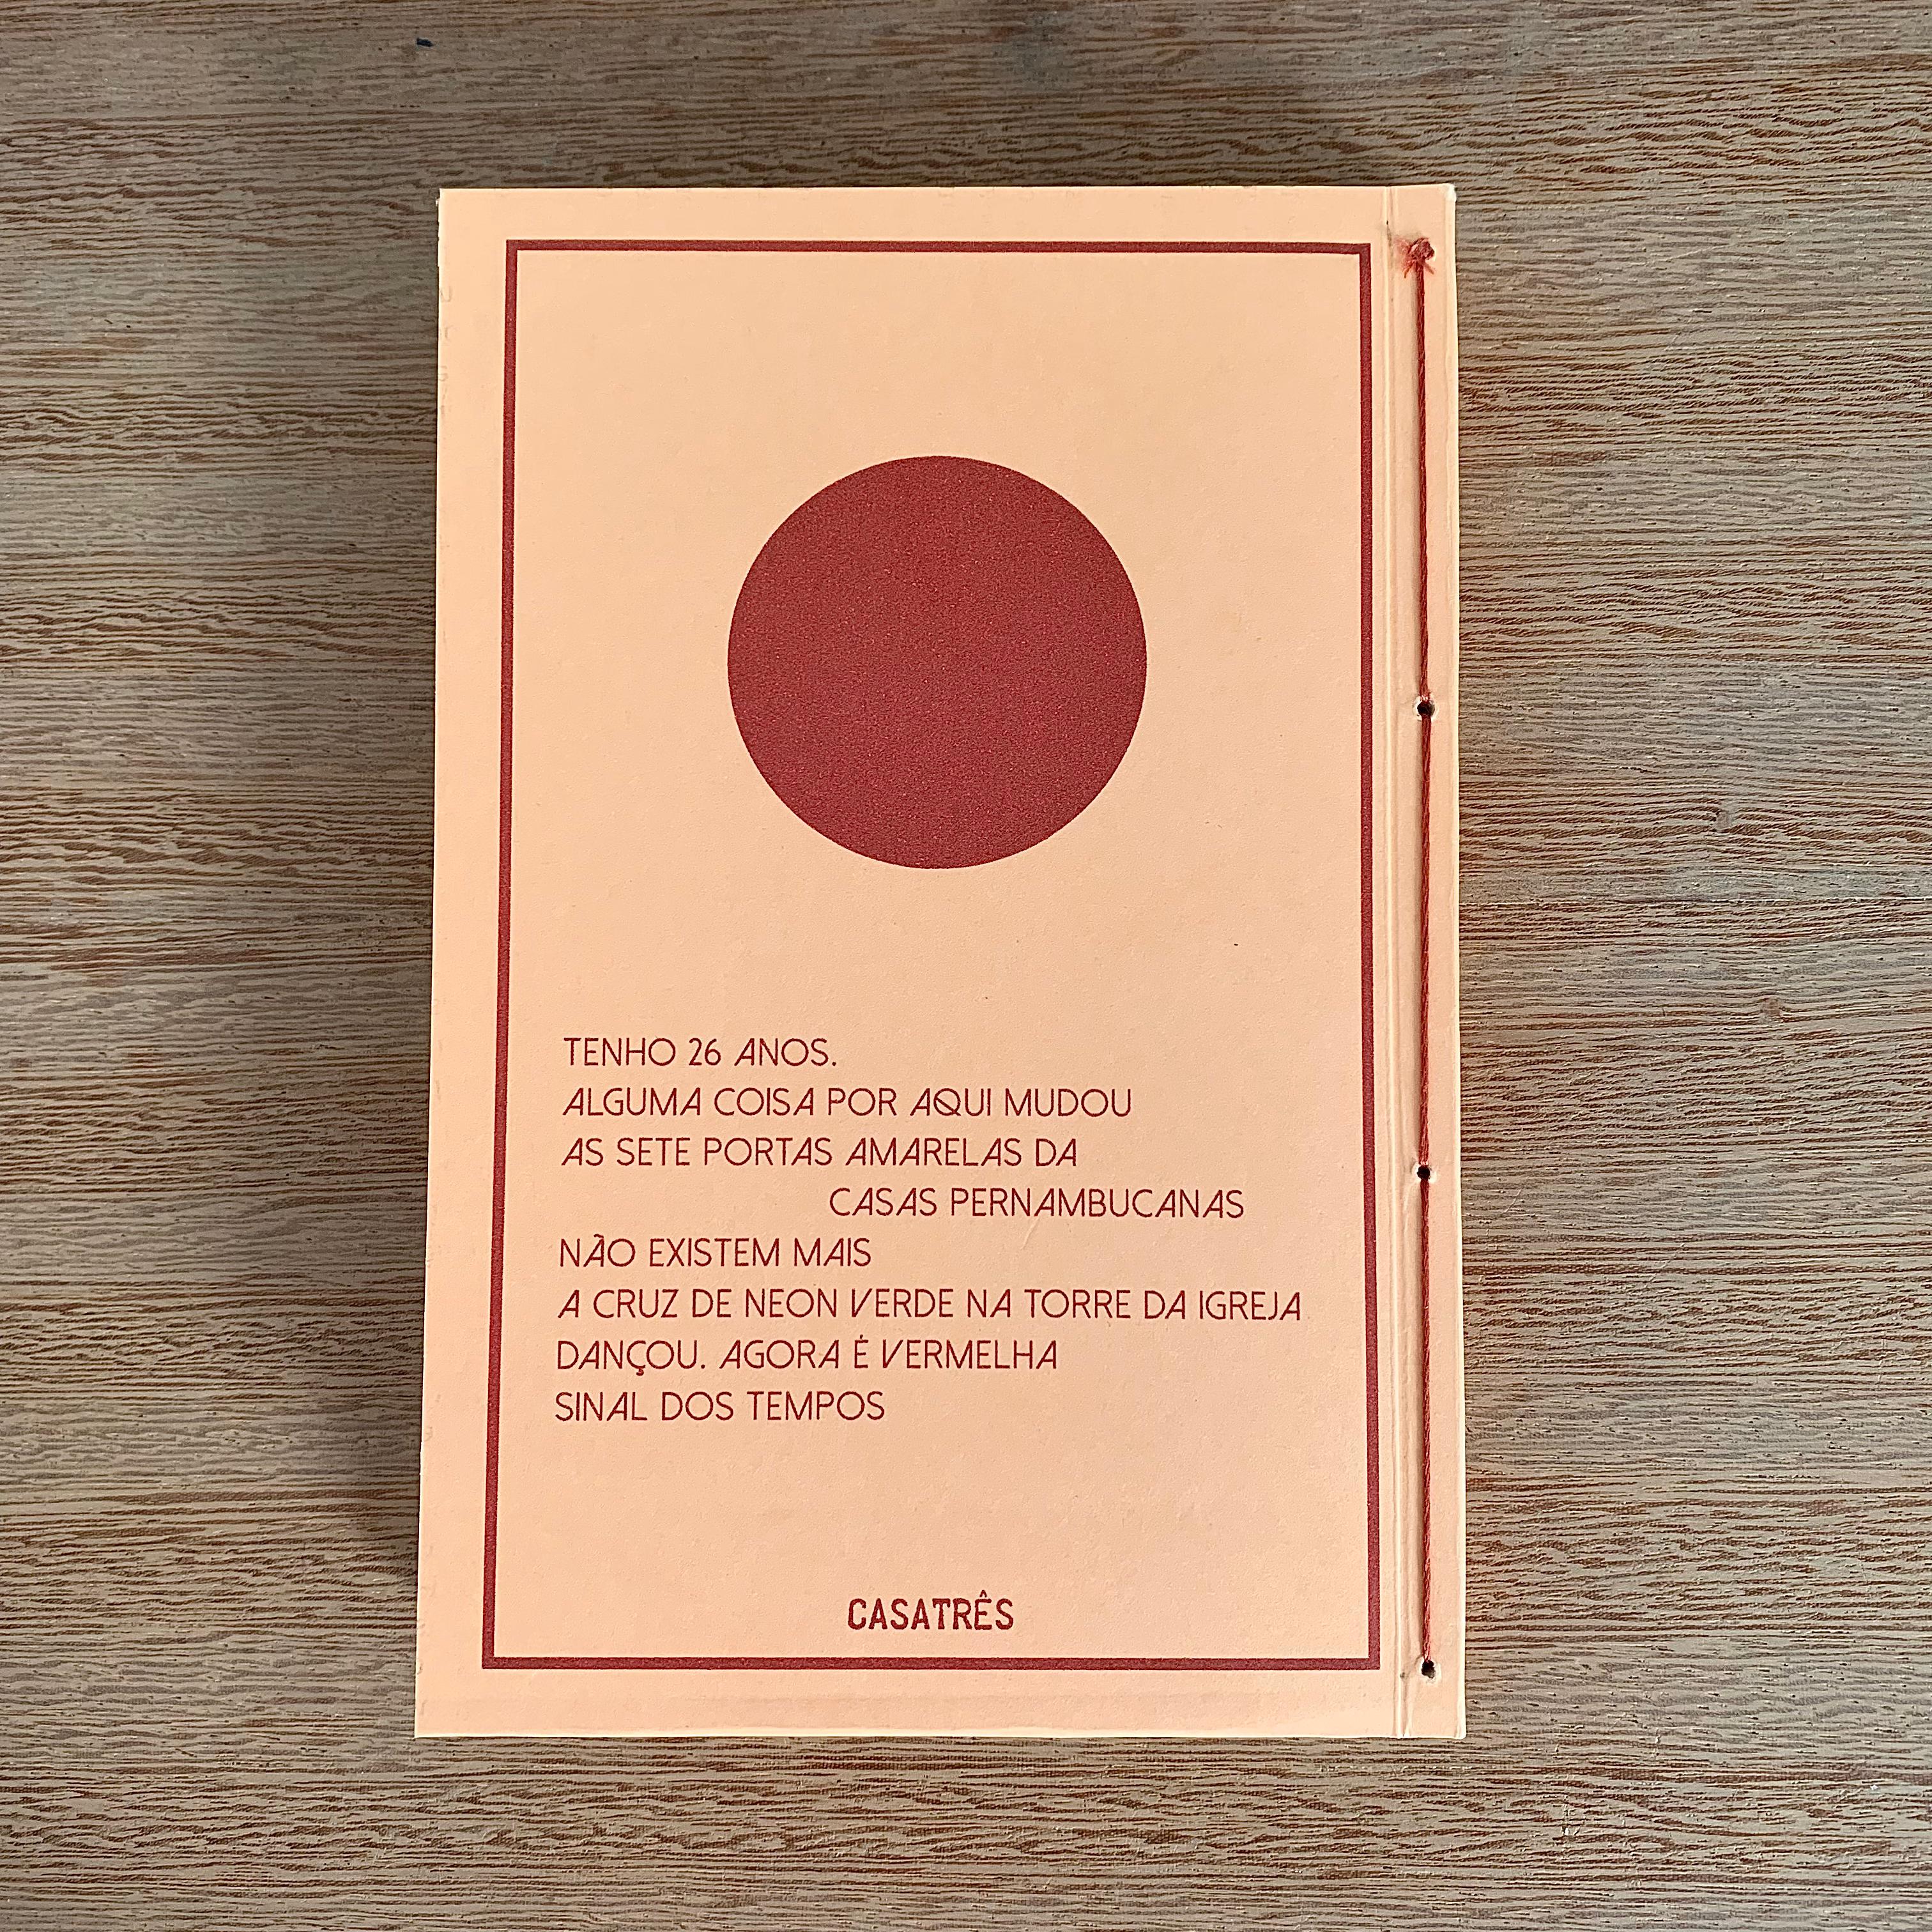 TENHO 26 ANOS.
ALGUMA COISA POR AQUI MUDOU
AS SETE PORTAS AMARELAS DA
CASAS PERNAMBUCANAS
NÃO EXISTEM MAIS
A CRUZ DE NEON VERDE NA TORRE DA IGREJA
DANÇOU. AGORA É VERMELHA
SINAL DOS TEMPOS
CASATRÊS